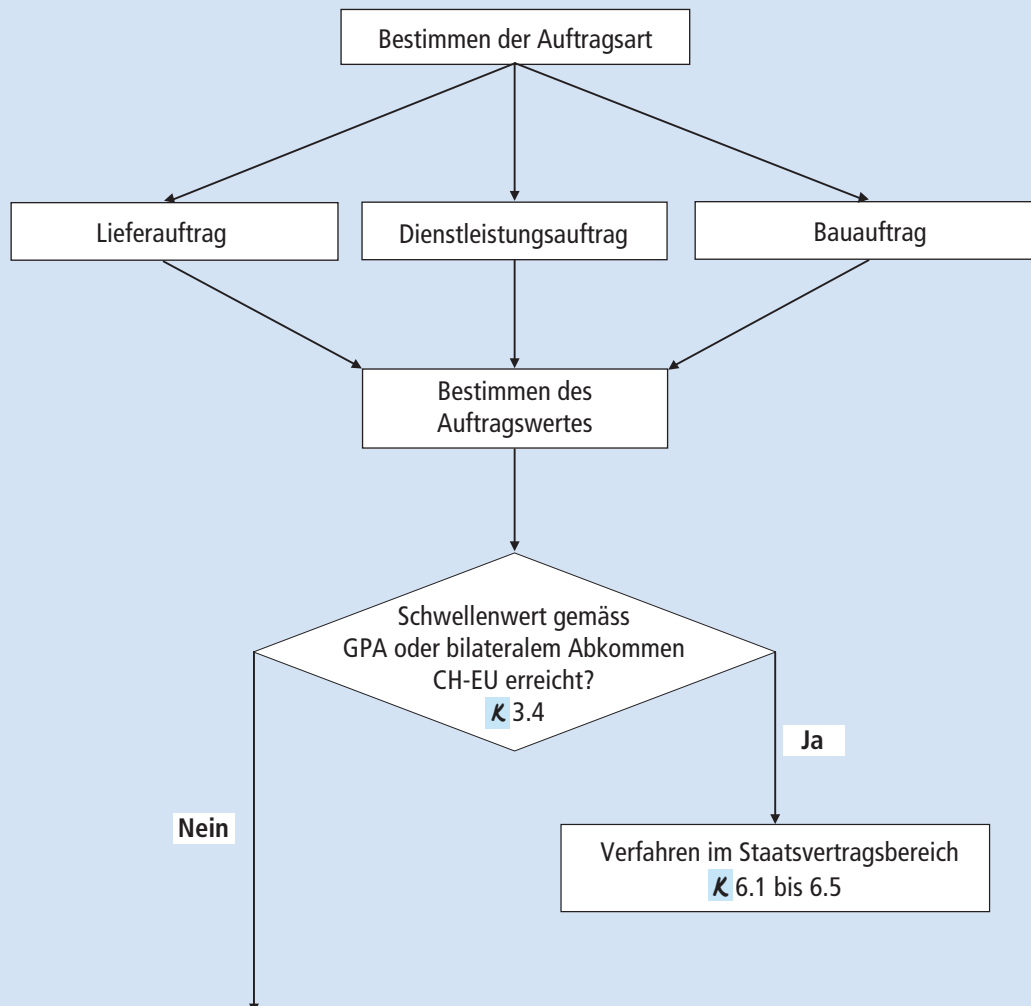 Bestimmen der Auftragsart
Lieferauftrag
Dienstleistungsauftrag
Bauauftrag
Bestimmen des
Auftragswertes
Schwellenwert gemäss
GPA oder bilateralem Abkommen
CH-EU erreicht?
K 3.4
Ja
Nein
Verfahren im Staatsvertragsbereich
K 6.1 bis 6.5